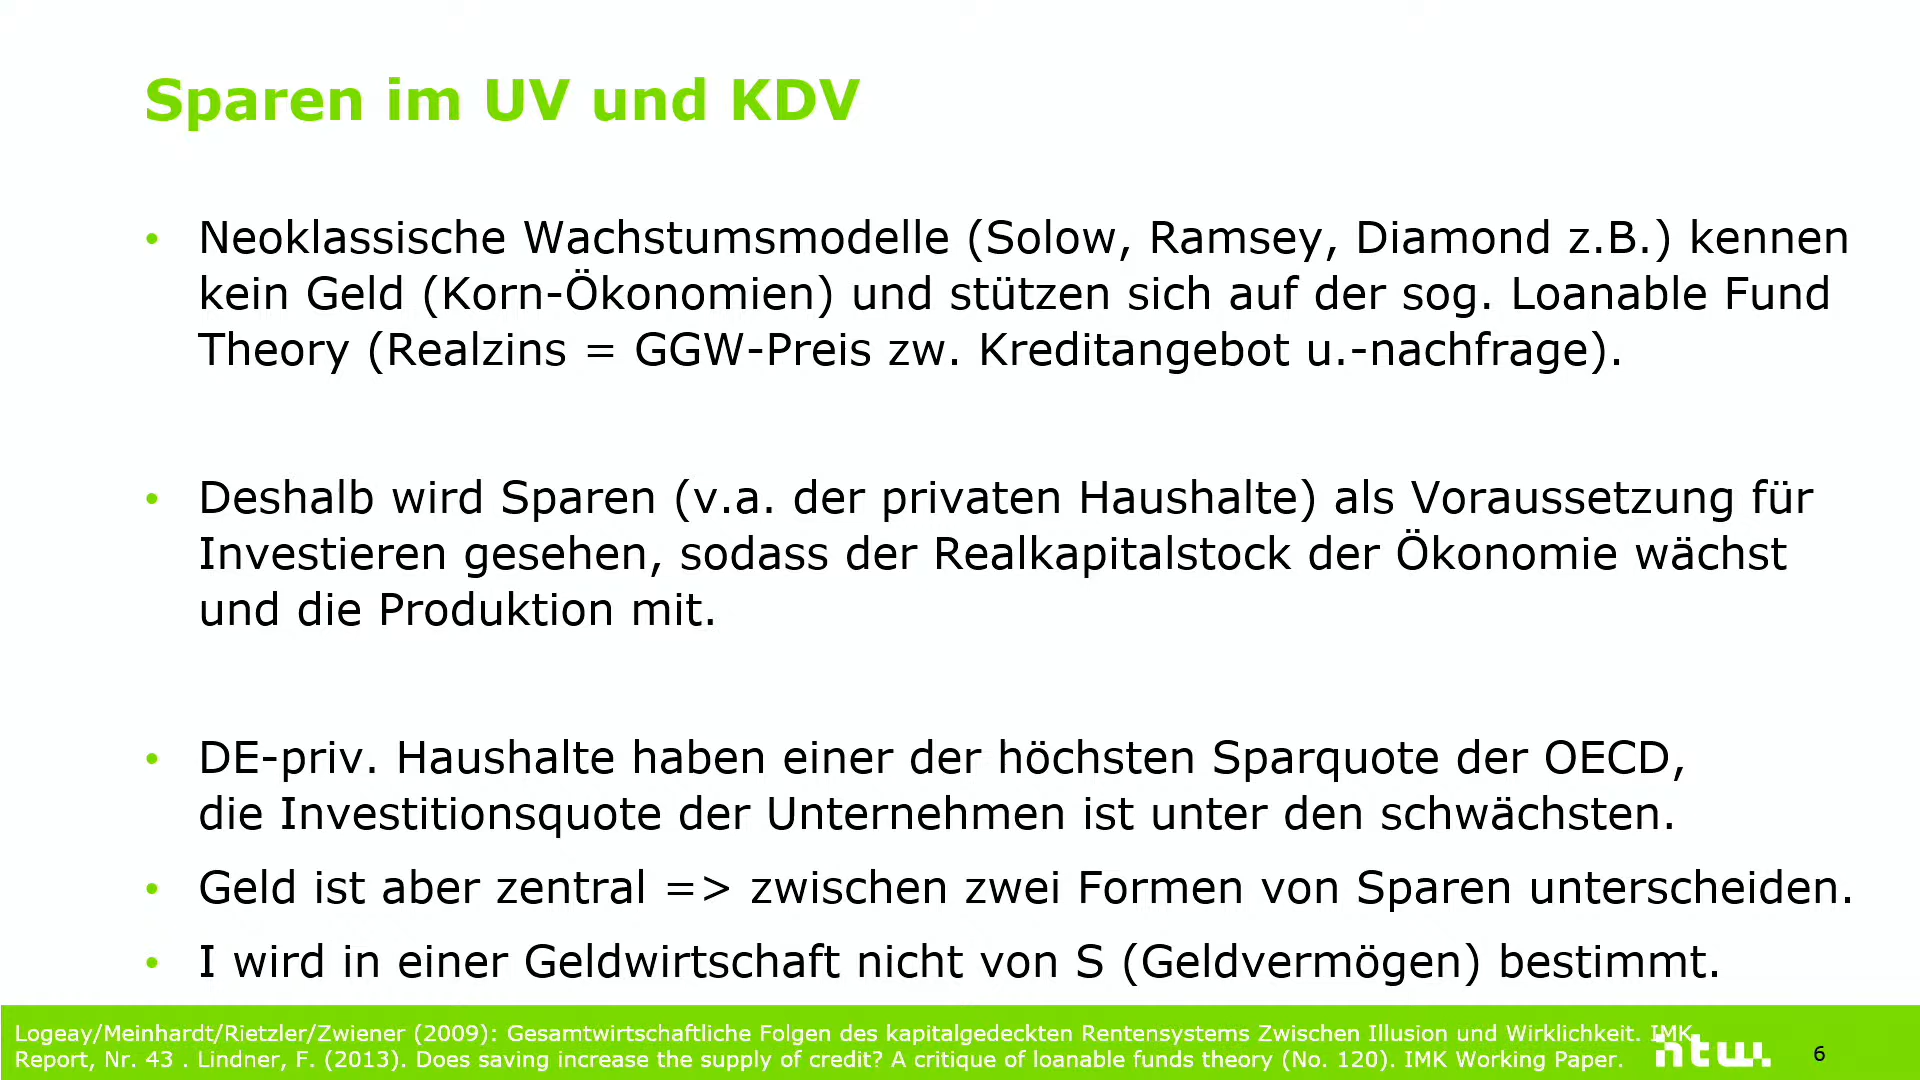 Sparen im UV und KDV
• Neoklassische Wachstumsmodelle (Solow, Ramsey, Diamond z.B.) kennen
kein Geld (Korn-Ökonomien) und stützen sich auf der sog. Loanable Fund
Theory (Realzins = GGW-Preis zw. Kreditangebot u.-nachfrage).
• Deshalb wird Sparen (v.a. der privaten Haushalte) als Voraussetzung für
Investieren gesehen, sodass der Realkapitalstock der Ökonomie wächst
und die Produktion mit.
• DE-priv. Haushalte haben einer der höchsten Sparquote der OECD,
die Investitionsquote der Unternehmen ist unter den schwächsten.
• Geld ist aber zentral => zwischen zwei Formen von Sparen unterscheiden.
• I wird in einer Geldwirtschaft nicht von S (Geldvermögen) bestimmt.
Logeay/Meinhardt/Rietzler/Zwiener (2009): Gesamtwirtschaftliche Folgen des kapitalgedeckten Rentensystems Zwischen Illusion und Wirklichkeit. IMK
Report, Nr. 43 . Lindner, F. (2013). Does saving increase the supply of credit? A critique of loanable funds theory (No. 120). IMK Working Paper.
htw.
6